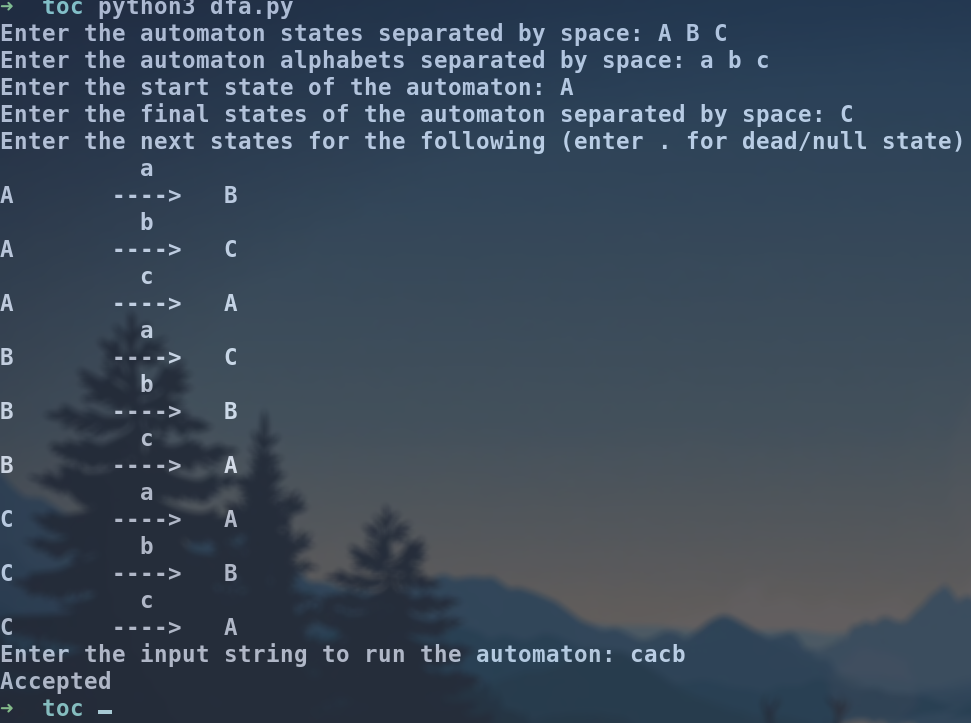 →  toc python3 dfa.py
Enter the automaton states separated by space: A B C
Enter the automaton alphabets separated by space: a b c
Enter the start state of the automaton: A
Enter the final states of the automaton separated by space: C
Enter the next states for the following (enter . for dead/null state)
          a
A       ---->   B
          b
A       ---->   C
          c
A       ---->   A
          a
B       ---->   C
          b
B       ---->   B
          c
B       ---->   A
          a
C       ---->   A
          b
C       ---->   B
          c
C       ---->   A
Enter the input string to run the automaton: cacb
Accepted
→  toc